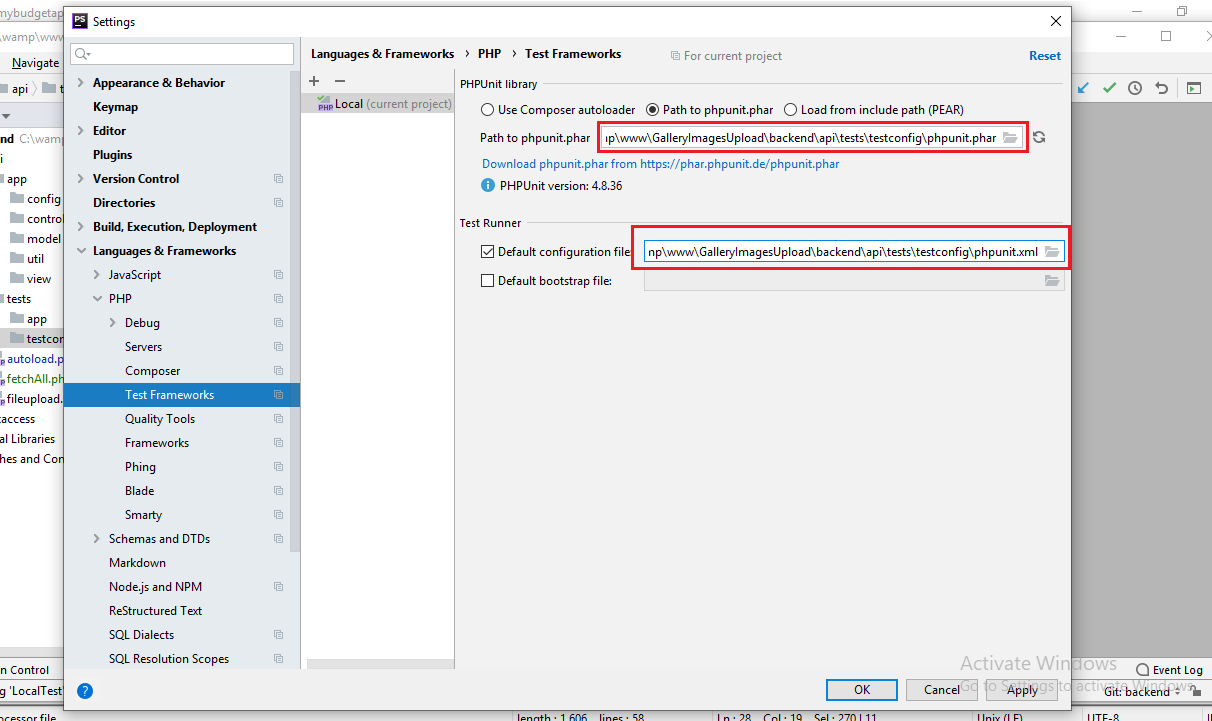 mybudgetap
Settings
\wamp\www
Navigate
api
nd C:\wamp
app
config
control
model
util
view
tests
app
testcon
autoload.p
fetchAll.ph
fileupload.
access
al Libraries
hes and Con
n Control
g 'LocalTest'
Appearance & Behavior
Keymap
Editor
Plugins
Version Control
Directories
Build, Execution, Deployment
Languages & Frameworks
JavaScript
PHP
Debug
Servers
Composer
Test Frameworks
Quality Tools
Frameworks
Phing
Blade
Smarty
Schemas and DTDs
Markdown
Node.js and NPM
ReStructured Text
SQL Dialects
SQL Resolution Scopes
Languages & Frameworks › PHP › Test Frameworks
For current project
Reset
Local (current project)
PHPUnit library
Use Composer autoloader
Path to phpunit.phar
Load from include path (PEAR)
Path to phpunit.phar
\www\GalleryImagesUpload\backend\api\tests\testconfig\phpunit.phar
Download phpunit.phar from https://phar.phpunit.de/phpunit.phar
PHPUnit version: 4.8.36
Test Runner
Default configuration file:
np\www\GalleryImagesUpload\backend\api\tests\testconfig\phpunit.xml
Default bootstrap file:
OK
Cancel
Apply
Activate Windows
Go to Settings to activate Windows.
Event Log
Git: backend
ocessor file
length : 1,606 lines : 58
Ln : 28 Col : 19 Sel : 270 | 11
Unix (LF)
UTF-8